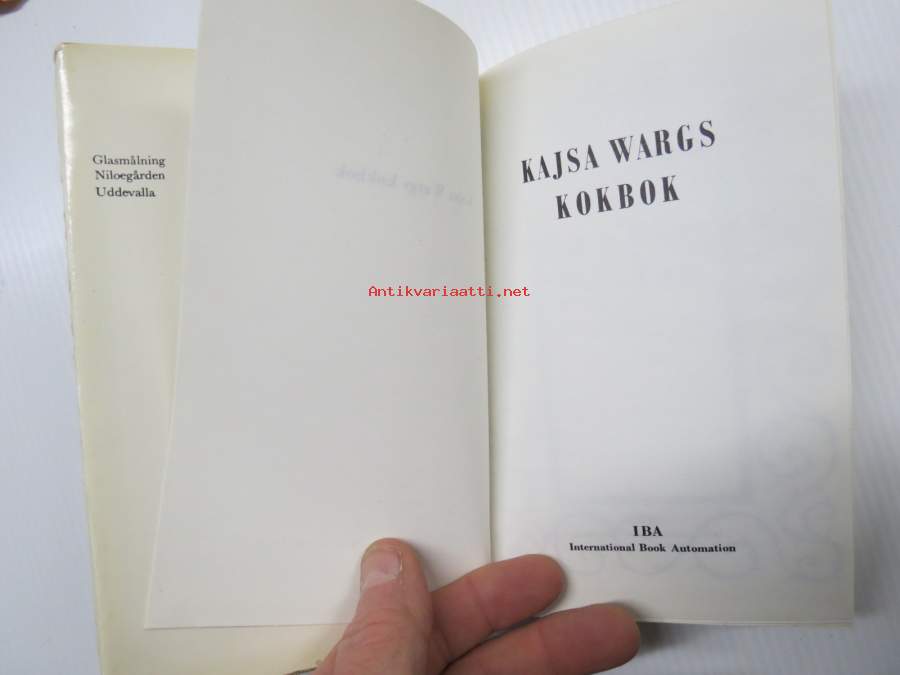 Glasmålning
Niloegården
Uddevalla
KAJSA WARGS
KOKBOK
Antikvariaatti.net
IBA
International Book Automation